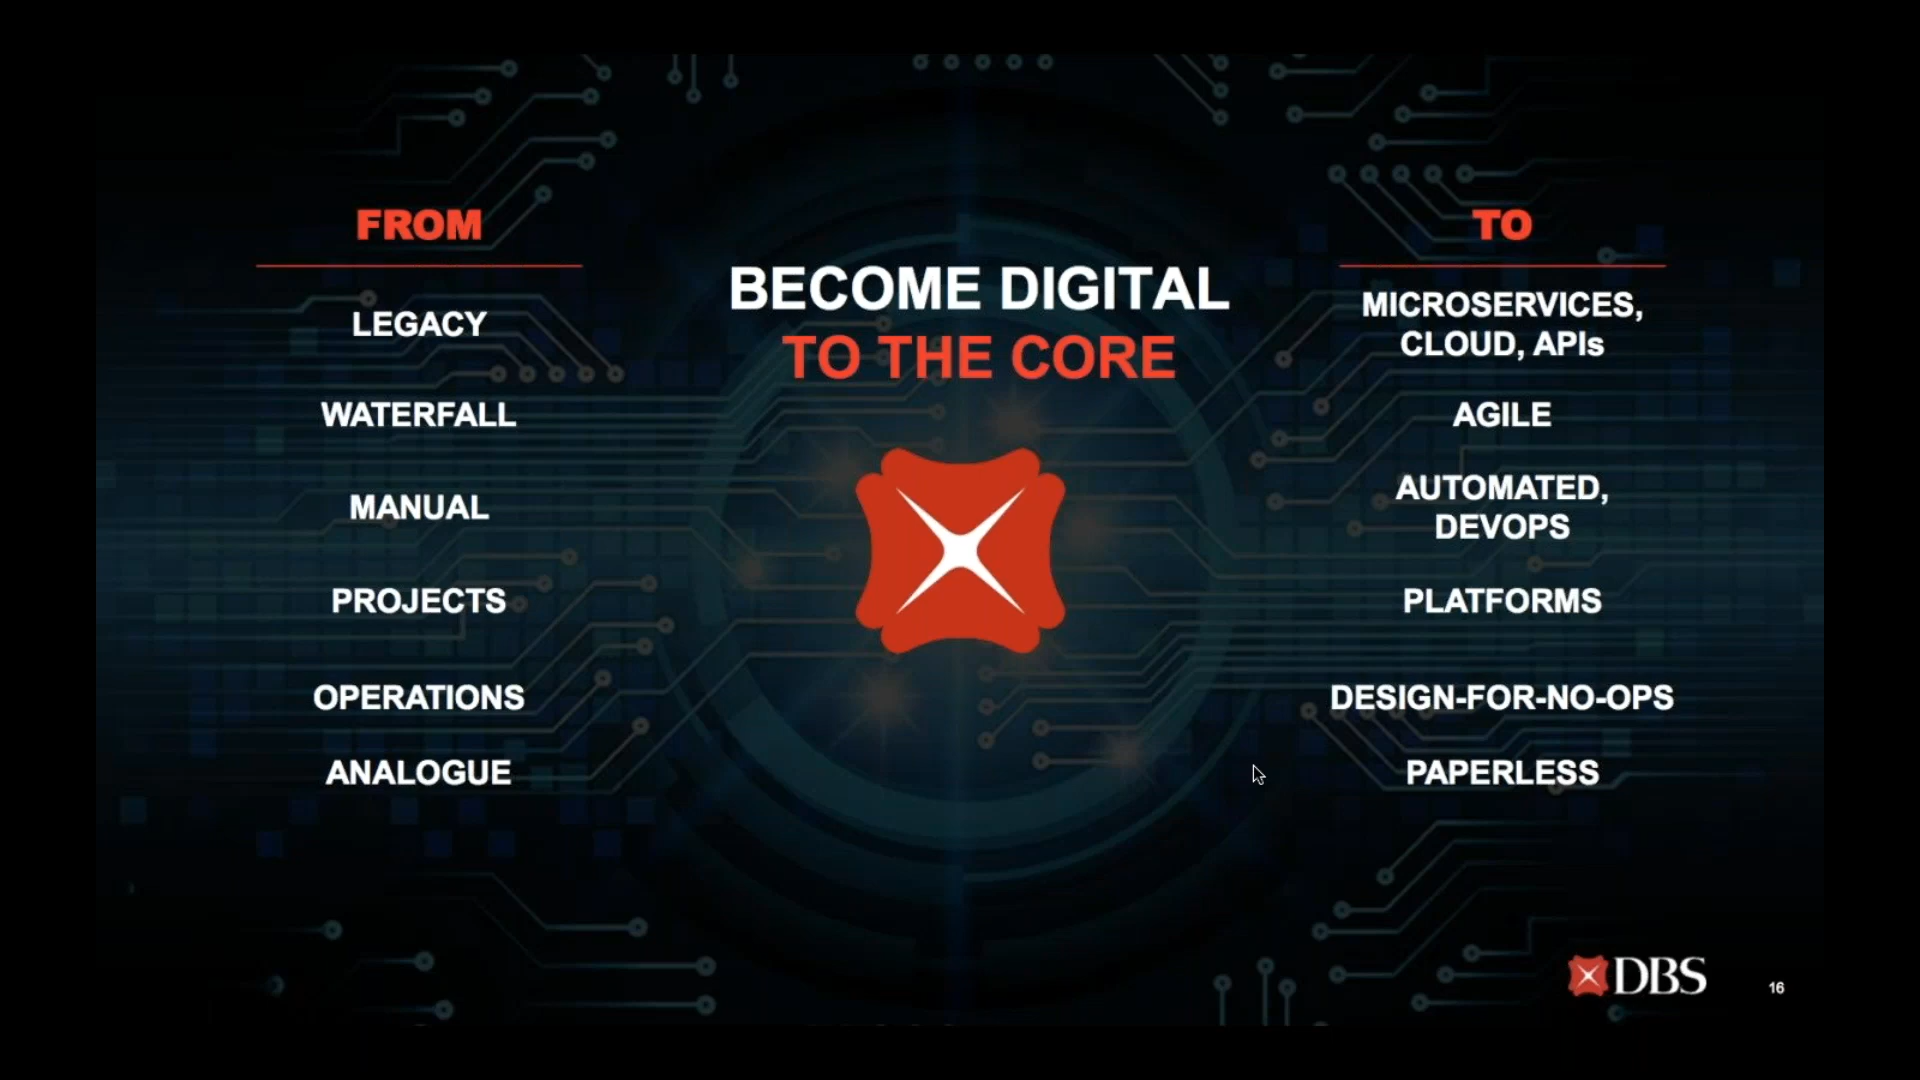 FROM
LEGACY
WATERFALL
MANUAL
PROJECTS
OPERATIONS
ANALOGUE
BECOME DIGITAL
TO THE CORE
TO
MICROSERVICES,
CLOUD, APIs
AGILE
AUTOMATED,
DEVOPS
PLATFORMS
DESIGN-FOR-NO-OPS
PAPERLESS
DBS
16